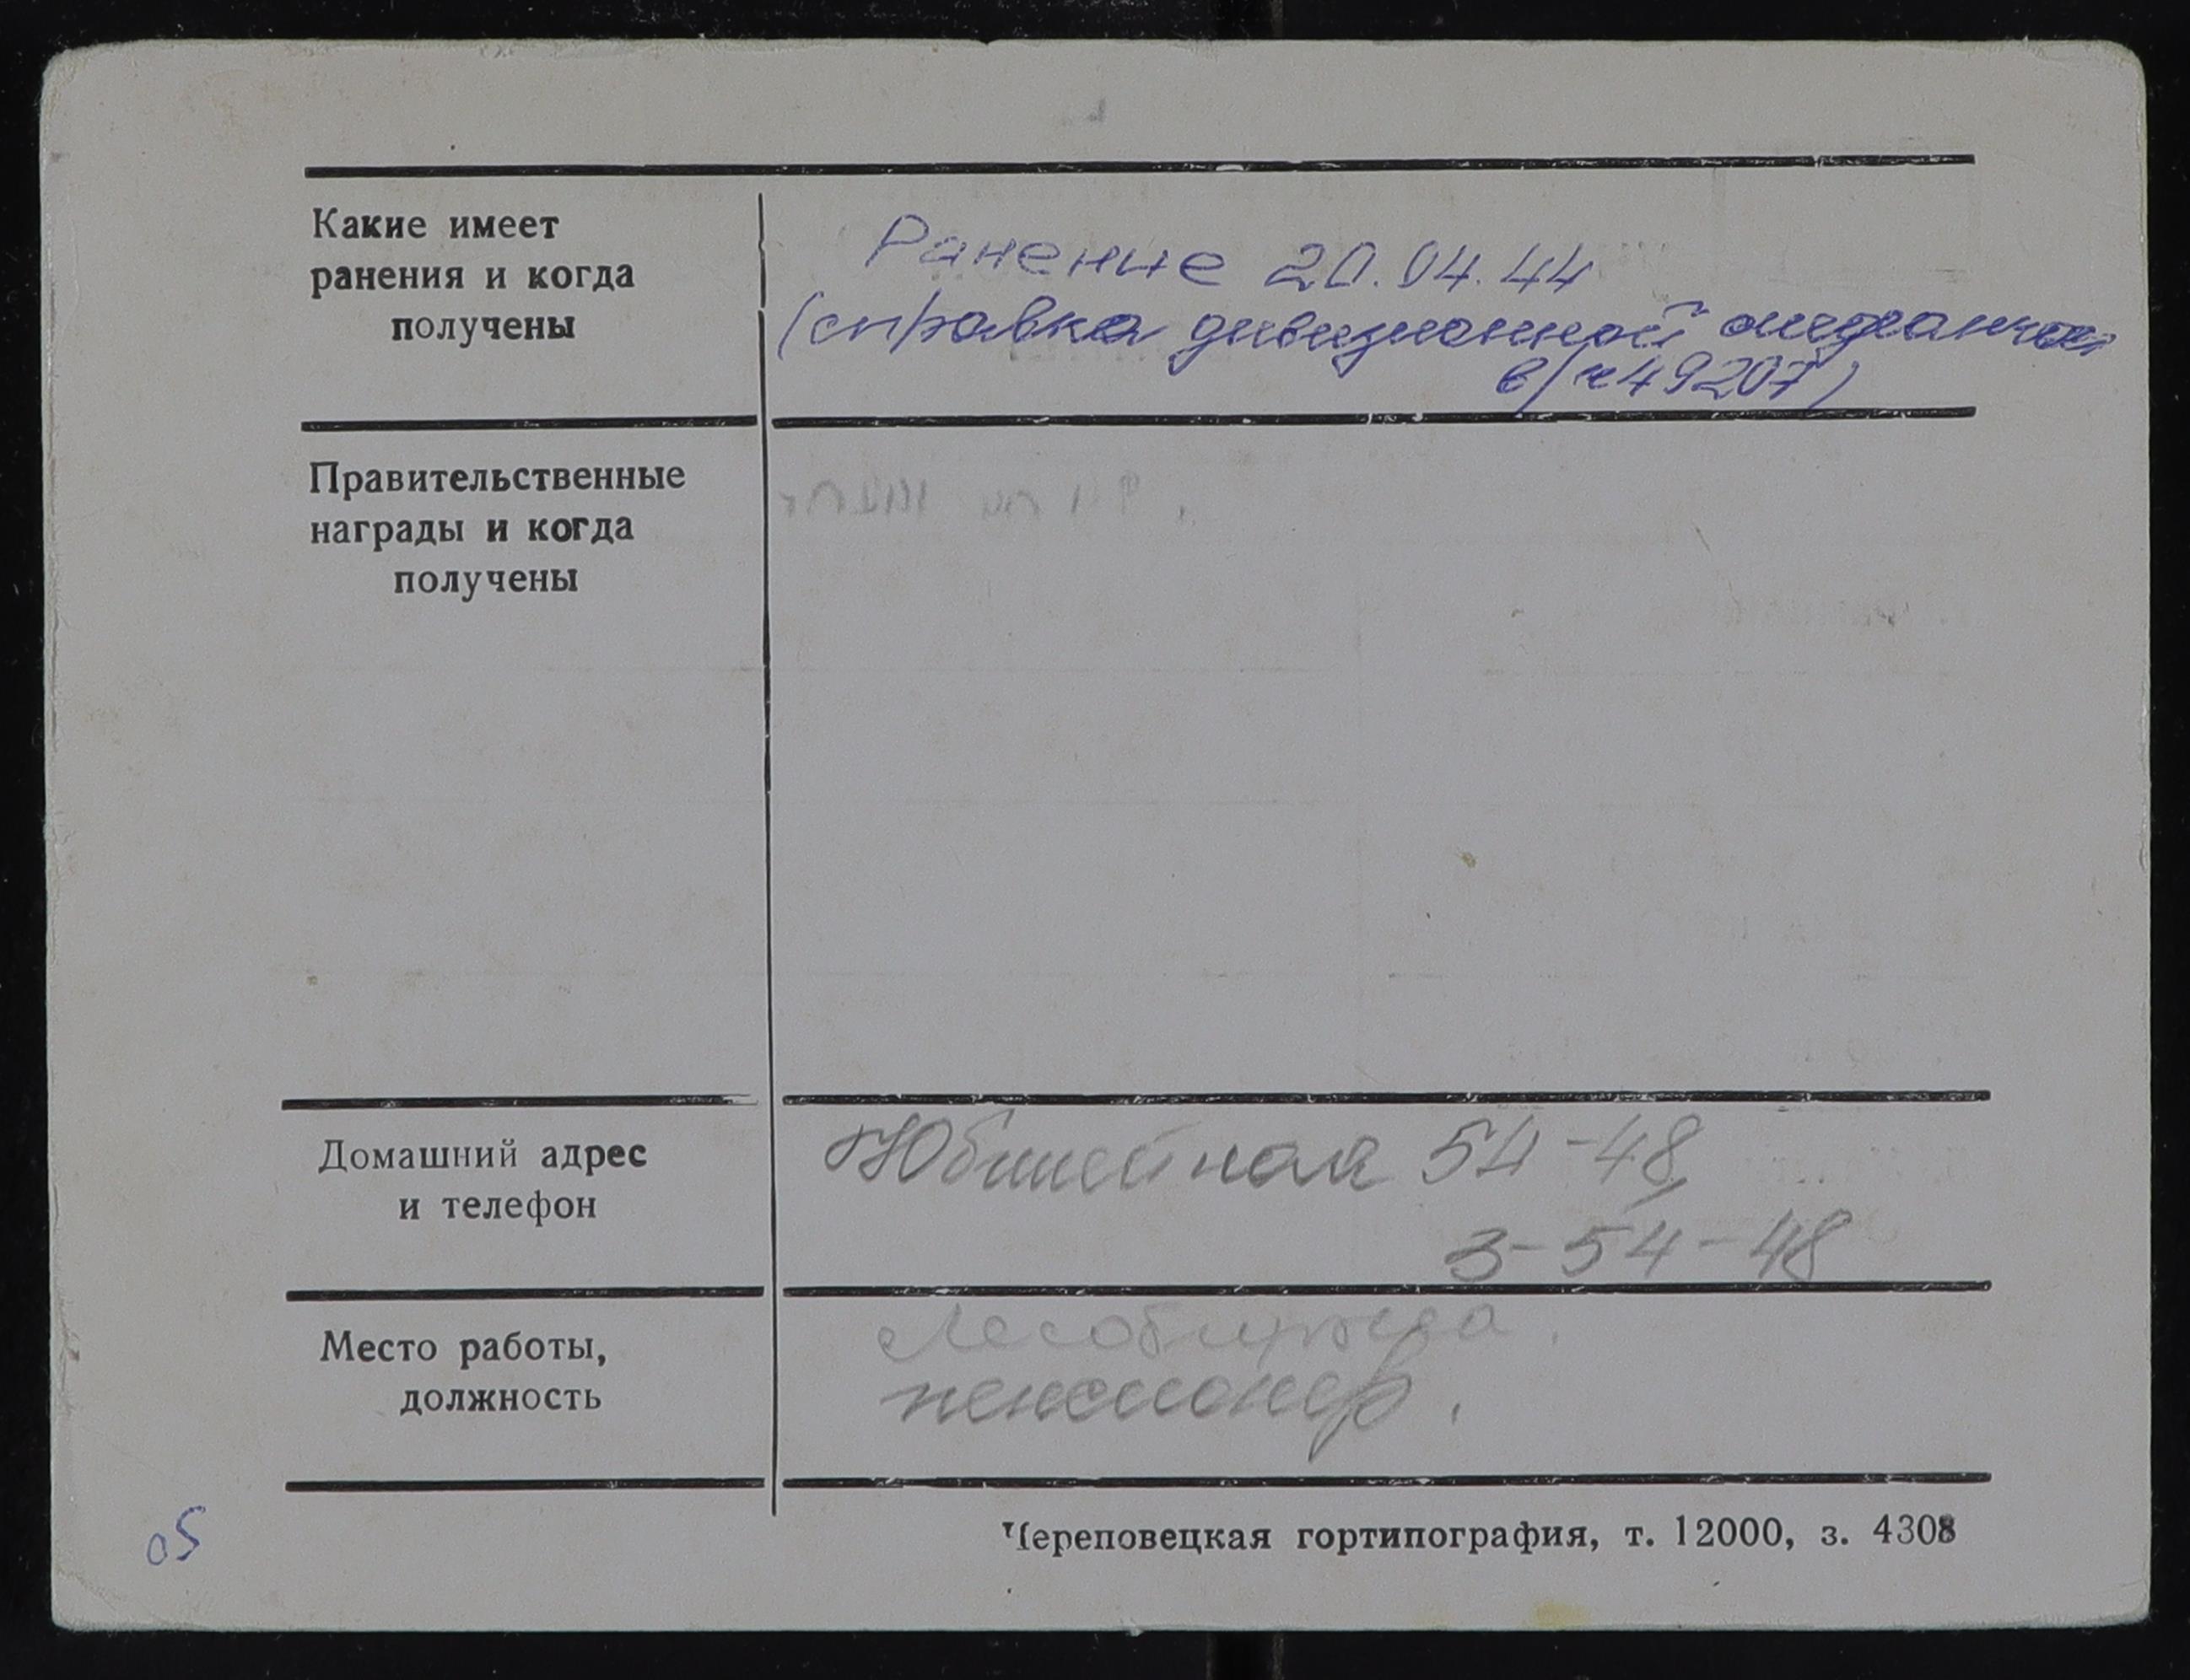 Какие имеет
ранения и когда
получены
Ранение 20.04.44
(справка дивизионной
в/ч 49207)
Правительственные
награды и когда
получены
Домашний адрес
и телефон
Юбилейная 54-48
3-54-48
Место работы,
должность
Лесобиржа.
пенсионер.
05
Череповецкая гортипография, т. 12000, з. 4308